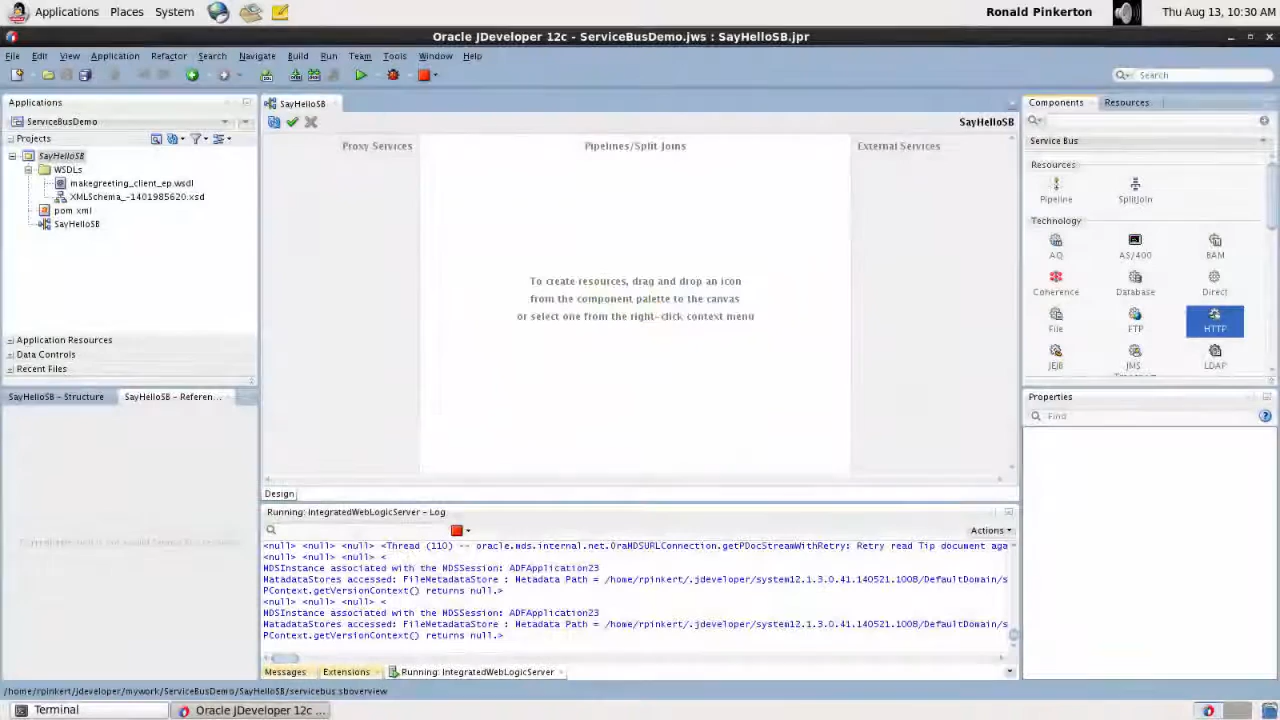 Applications Places System
Ronald Pinkerton
Thu Aug 13, 10:30 AM
Oracle JDeveloper 12c - ServiceBusDemo.jws : SayHelloSB.jpr
File Edit View Application Refactor Search Navigate Build Run Team Tools Window Help
Search
Applications
ServiceBusDemo
Projects
SayHelloSB
WSDLs
makegreeting_client_ep.wsdl
XMLSchema_-1401985620.xsd
pom.xml
SayHelloSB
Application Resources
Data Controls
Recent Files
SayHelloSB - Structure
SayHelloSB - Referen...
SayHelloSB
SayHelloSB
Proxy Services
Pipelines/Split Joins
External Services
To create resources, drag and drop an icon
from the component palette to the canvas
or select one from the right-click context menu
Design
Running: IntegratedWebLogicServer - Log
Actions
<null> <null> <null> <Thread (110) -- oracle.mds.internal.net.OraMDSURLConnection.getPDocStreamWithRetry: Retry read Tip document aga
<null> <null> <null> <
MDSInstance associated with the MDSSession: ADFApplication23
MatadataStores accessed: FileMetadataStore : Metadata Path = /home/rpinkert/.jdeveloper/system12.1.3.0.41.140521.1008/DefaultDomain/s
PContext.getVersionContext() returns null.>
<null> <null> <null> <
MDSInstance associated with the MDSSession: ADFApplication23
MatadataStores accessed: FileMetadataStore : Metadata Path = /home/rpinkert/.jdeveloper/system12.1.3.0.41.140521.1008/DefaultDomain/s
PContext.getVersionContext() returns null.>
Messages
Extensions
Running: IntegratedWebLogicServer
Components
Resources
Service Bus
Resources
Pipeline SplitJoin
Technology
AQ AS/400 BAM
Coherence Database Direct
File FTP HTTP
JEJB JMS LDAP
Properties
Find
/home/rpinkert/jdeveloper/mywork/ServiceBusDemo/SayHelloSB/servicebus.sboverview
Terminal
Oracle JDeveloper 12c ...